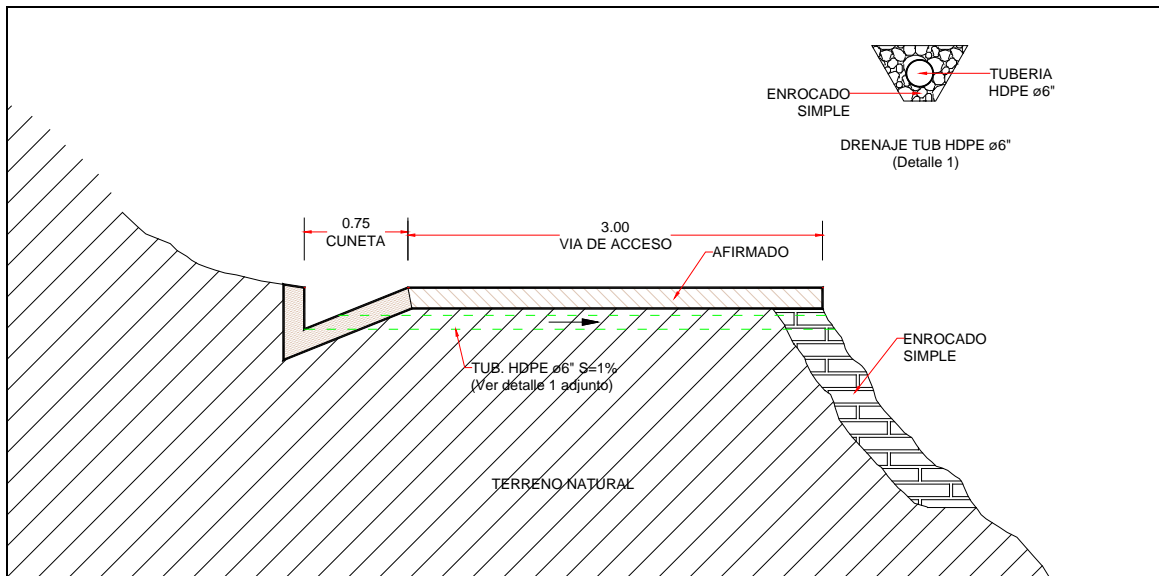 TUBERIA
HDPE ø6"
ENROCADO
SIMPLE
DRENAJE TUB HDPE ø6"
(Detalle 1)
0.75
CUNETA
3.00
VIA DE ACCESO
AFIRMADO
ENROCADO
SIMPLE
TUB. HDPE ø6" S=1%
(Ver detalle 1 adjunto)
TERRENO NATURAL